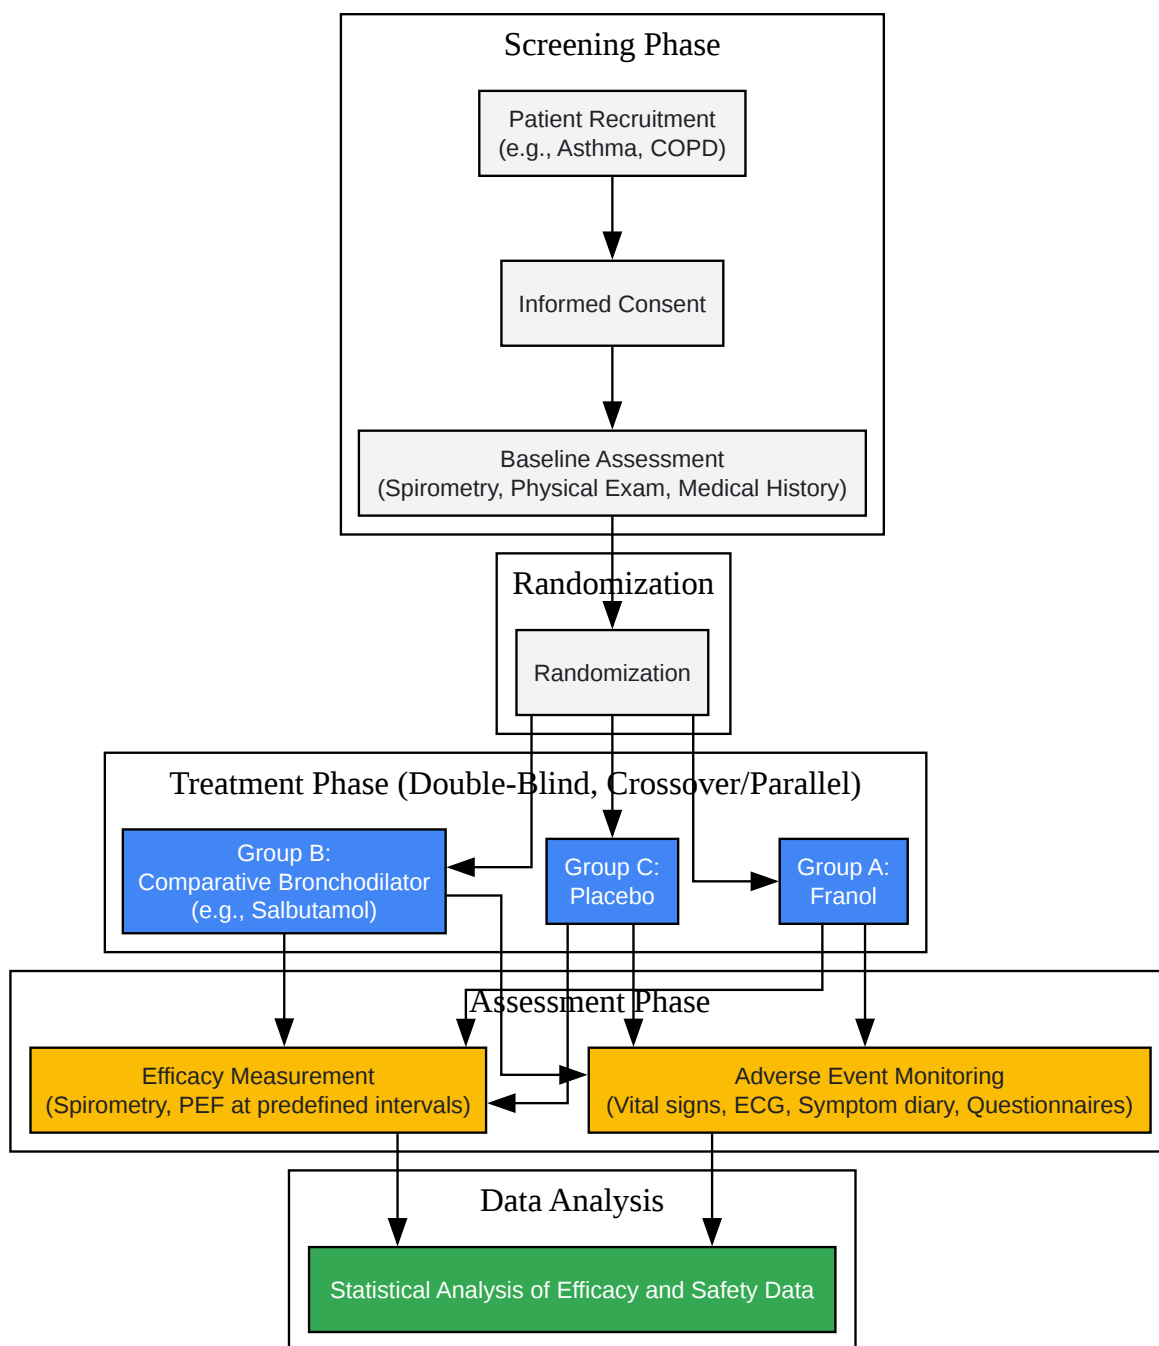 Screening Phase
Patient Recruitment
(e.g., Asthma, COPD)
Informed Consent
Baseline Assessment
(Spirometry, Physical Exam, Medical History)
Randomization
Randomization
Treatment Phase (Double-Blind, Crossover/Parallel)
Group B:
Comparative Bronchodilator
(e.g., Salbutamol)
Group C:
Placebo
Group A:
Franol
Assessment Phase
Efficacy Measurement
(Spirometry, PEF at predefined intervals)
Adverse Event Monitoring
(Vital signs, ECG, Symptom diary, Questionnaires)
Data Analysis
Statistical Analysis of Efficacy and Safety Data